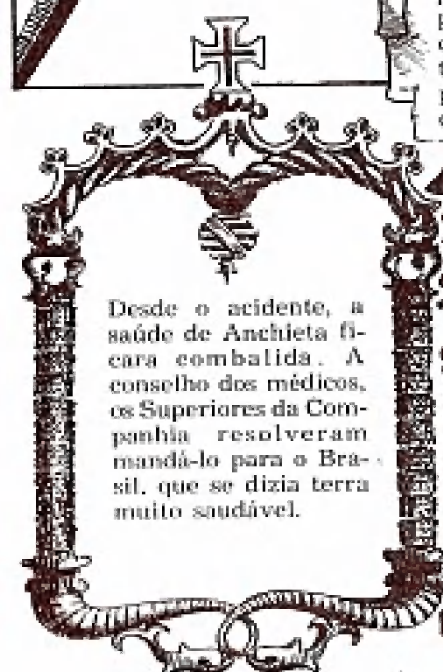 Desde o acidente, a
saúde de Anchieta fi-
cara combalida. A
conselho dos médicos,
os Superiores da Com-
panhia resolveram
mandá-lo para o Bra-
sil, que se dizia terra
muito saudável.